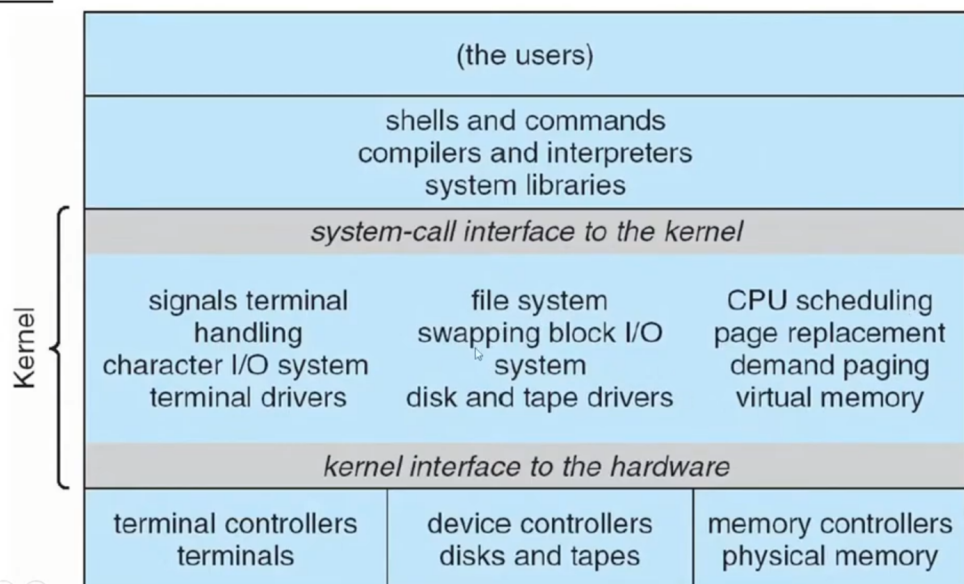 (the users)
shells and commands
compilers and interpreters
system libraries
system-call interface to the kernel
Kernel
signals terminal
handling
character I/O system
terminal drivers
file system
swapping block I/O
system
disk and tape drivers
CPU scheduling
page replacement
demand paging
virtual memory
kernel interface to the hardware
terminal controllers
terminals
device controllers
disks and tapes
memory controllers
physical memory